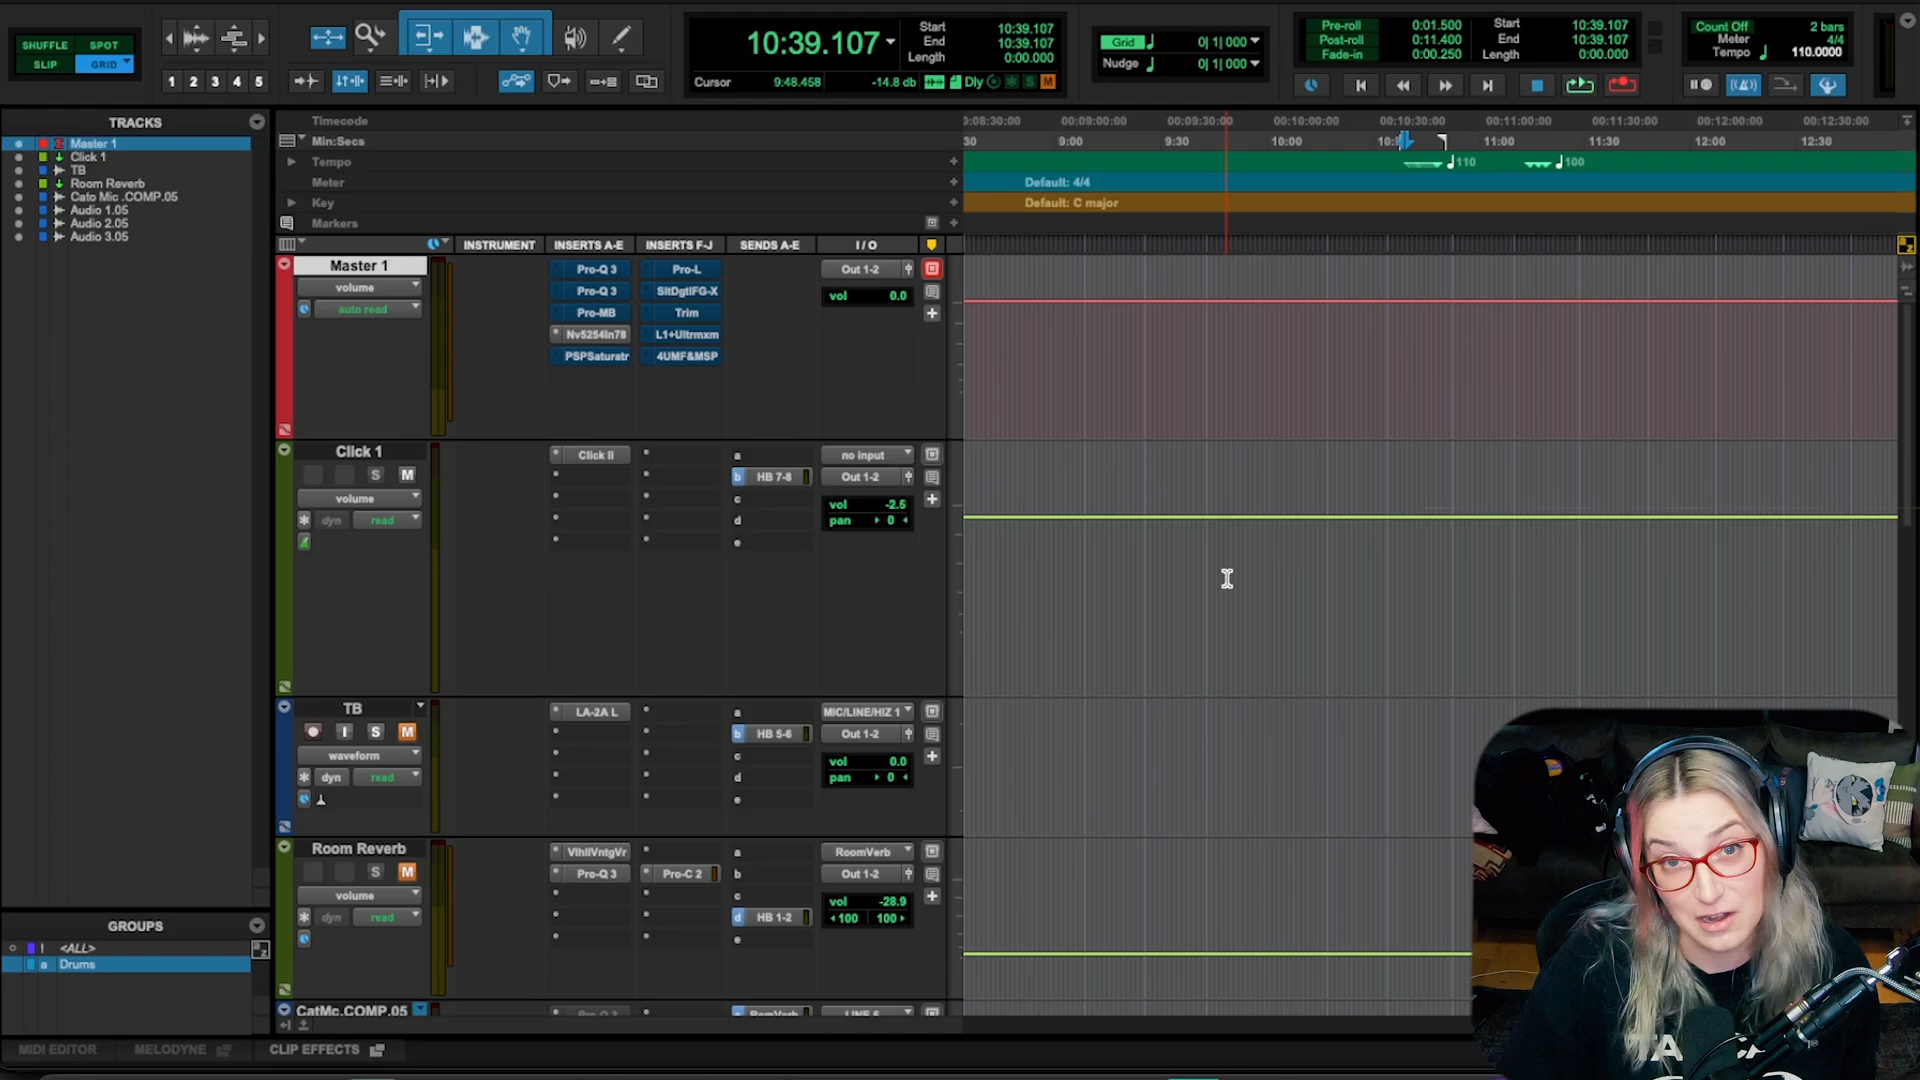 SHUFFLE SPOT
SLIP GRID
1 2 3 4 5
10:39.107
Start 10:39.107
End 10:39.107
Length 0:00.000
Cursor 9:48.458 -14.8 db Dly S M
Grid 0| 1| 000
Nudge 0| 1| 000
Pre-roll 0:01.500
Post-roll 0:11.400
Fade-in 0:00.250
Start 10:39.107
End 10:39.107
Length 0:00.000
Count Off 2 bars
Meter 4/4
Tempo 110.0000
TRACKS
Master 1
Click 1
TB
Room Reverb
Cato Mic .COMP.05
Audio 1.05
Audio 2.05
Audio 3.05
GROUPS
! <ALL>
a Drums
Timecode
0:08:30:00 00:09:00:00 00:09:30:00 00:10:00:00 00:10:30:00 00:11:00:00 00:11:30:00 00:12:00:00 00:12:30:00
Min:Secs
30 9:00 9:30 10:00 11:00 11:30 12:00 12:30
Tempo
110 100
Meter
Default: 4/4
Key
Default: C major
Markers
INSTRUMENT INSERTS A-E INSERTS F-J SENDS A-E I / O
Master 1
volume
auto read
Pro-Q 3 Pro-L
Pro-Q 3 SltDgtlFG-X
Pro-MB Trim
Nv5254In78 L1+Ultrmxm
PSPSaturatr 4UMF&MSP
Out 1-2
vol 0.0
Click 1
S M
volume
dyn read
Click II
a
b HB 7-8
c
d
e
no input
Out 1-2
vol -2.5
pan 0
TB
I S M
waveform
dyn read
LA-2A L
a
b HB 5-6
c
d
e
MIC/LINE/HIZ 1
Out 1-2
vol 0.0
pan 0
Room Reverb
S M
volume
dyn read
VlhllVntgVr
Pro-Q 3 Pro-C 2
a
b
c
d HB 1-2
e
RoomVerb
Out 1-2
vol -28.9
100 100
CatMc.COMP.05
MIDI EDITOR MELODYNE CLIP EFFECTS